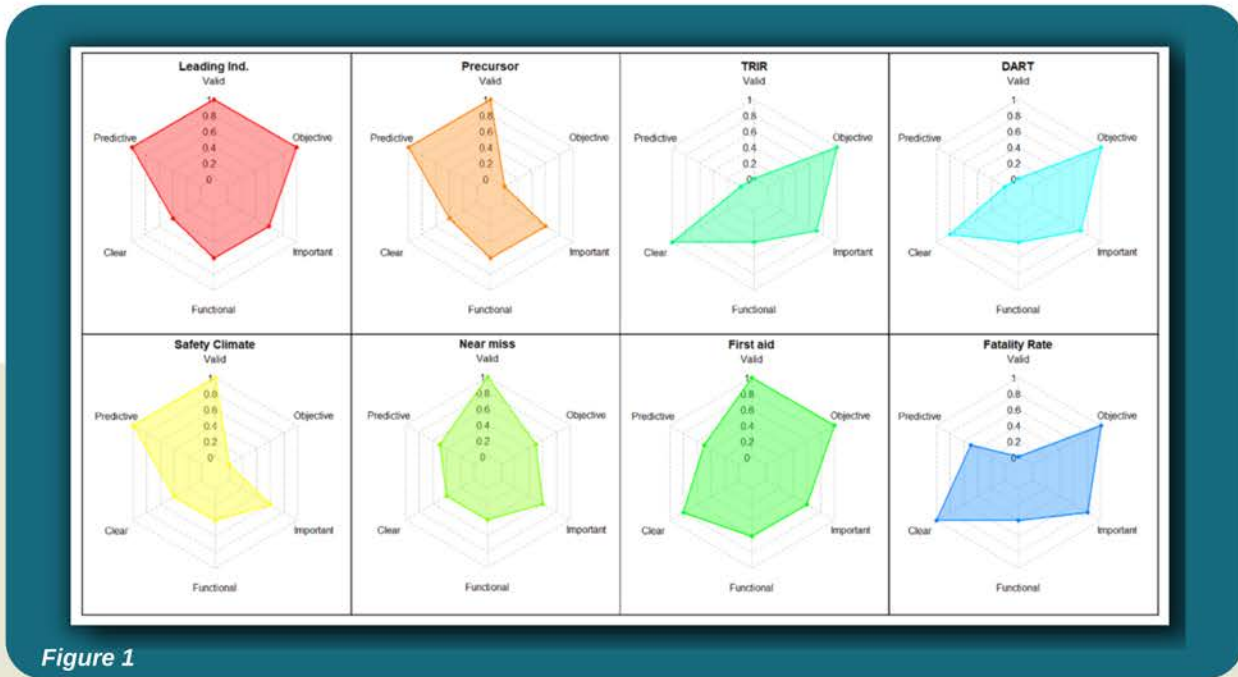 Leading Ind.
Valid
1
0.8
0.6
0.4
0.2
0
Predictive
Objective
Clear
Important
Functional
Precursor
Valid
1
0.8
0.6
0.4
0.2
0
Predictive
Objective
Clear
Important
Functional
TRIR
Valid
1
0.8
0.6
0.4
0.2
0
Predictive
Objective
Clear
Important
Functional
DART
Valid
1
0.8
0.6
0.4
0.2
0
Predictive
Objective
Clear
Important
Functional
Safety Climate
Valid
1
0.8
0.6
0.4
0.2
0
Predictive
Objective
Clear
Important
Functional
Near miss
Valid
1
0.8
0.6
0.4
0.2
0
Predictive
Objective
Clear
Important
Functional
First aid
Valid
1
0.8
0.6
0.4
0.2
0
Predictive
Objective
Clear
Important
Functional
Fatality Rate
Valid
1
0.8
0.6
0.4
0.2
0
Predictive
Objective
Clear
Important
Functional
Figure 1